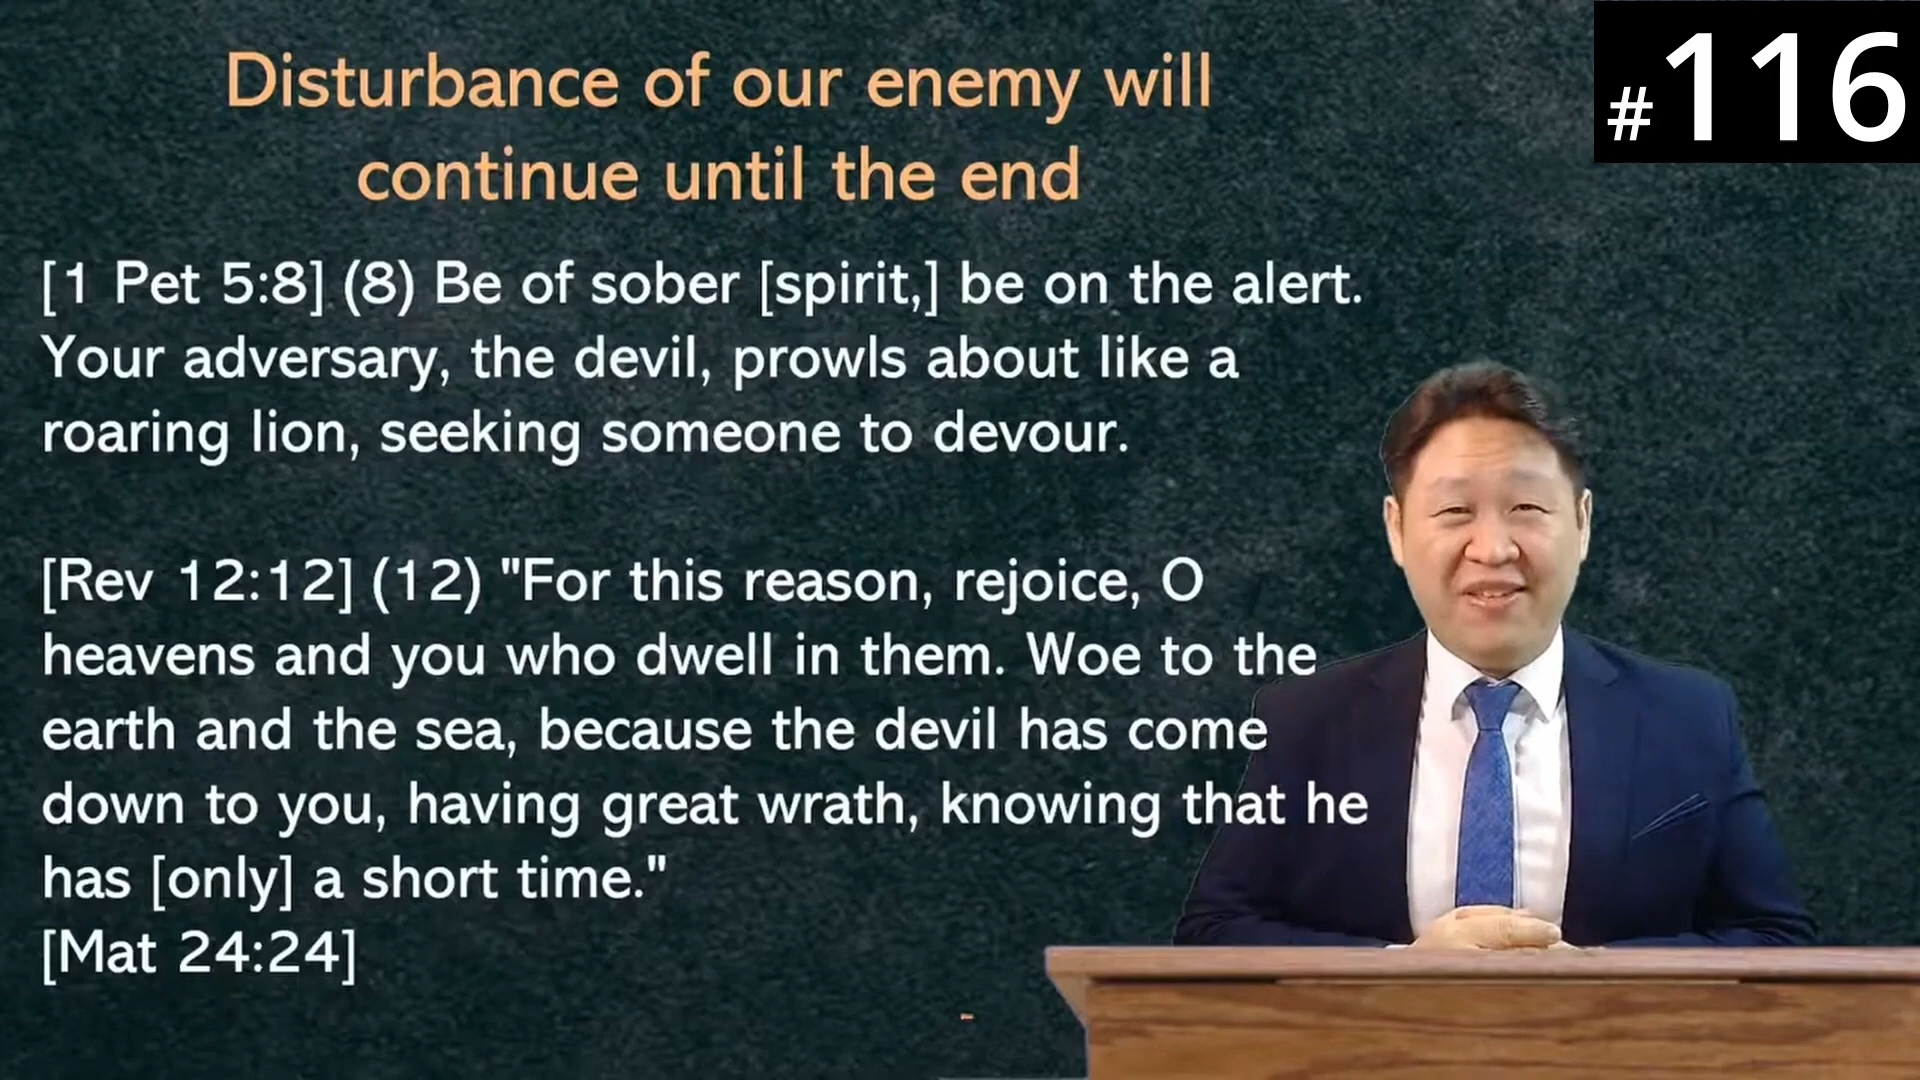 Disturbance of our enemy will
continue until the end
#116
[1 Pet 5:8] (8) Be of sober [spirit,] be on the alert.
Your adversary, the devil, prowls about like a
roaring lion, seeking someone to devour.
[Rev 12:12] (12) "For this reason, rejoice, O
heavens and you who dwell in them. Woe to the
earth and the sea, because the devil has come
down to you, having great wrath, knowing that he
has [only] a short time."
[Mat 24:24]